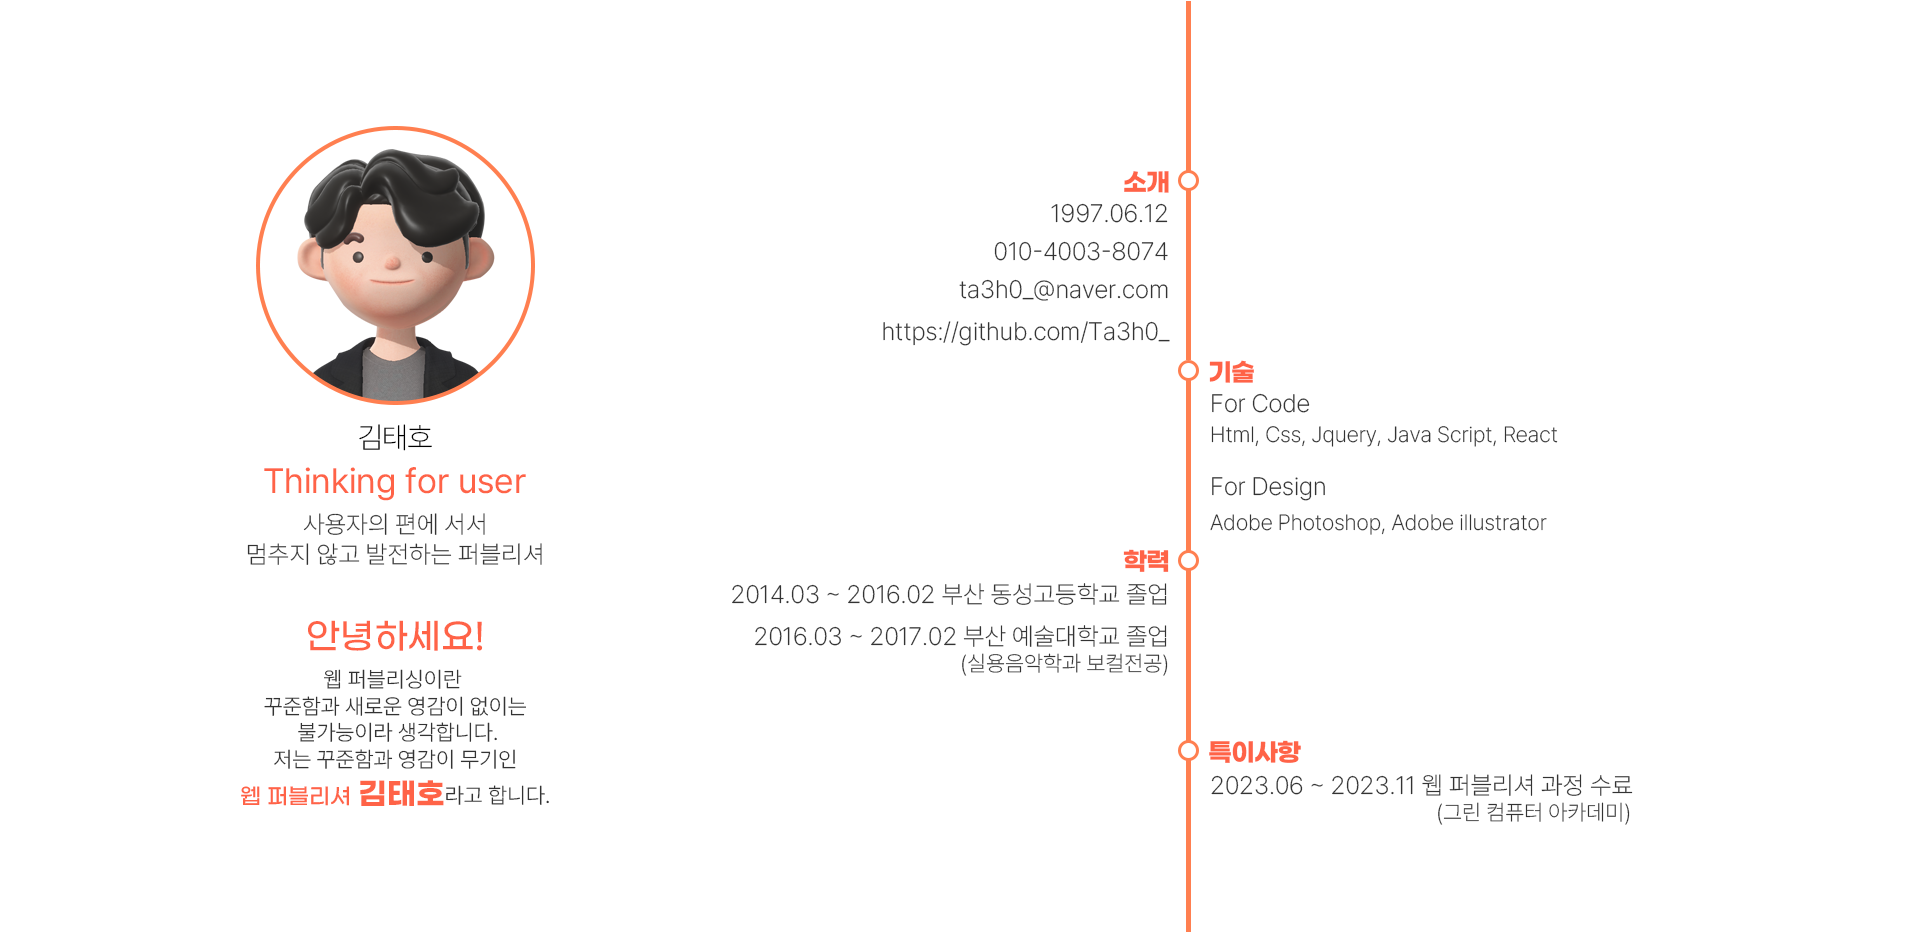 김태호
Thinking for user
사용자의 편에 서서
멈추지 않고 발전하는 퍼블리셔
안녕하세요!
웹 퍼블리싱이란
꾸준함과 새로운 영감이 없이는
불가능이라 생각합니다.
저는 꾸준함과 영감이 무기인
웹 퍼블리셔 김태호라고 합니다.
소개
1997.06.12
010-4003-8074
ta3h0_@naver.com
https://github.com/Ta3h0_
기술
For Code
Html, Css, Jquery, Java Script, React
For Design
Adobe Photoshop, Adobe illustrator
학력
2014.03 ~ 2016.02 부산 동성고등학교 졸업
2016.03 ~ 2017.02 부산 예술대학교 졸업
(실용음악학과 보컬전공)
특이사항
2023.06 ~ 2023.11 웹 퍼블리셔 과정 수료
(그린 컴퓨터 아카데미)